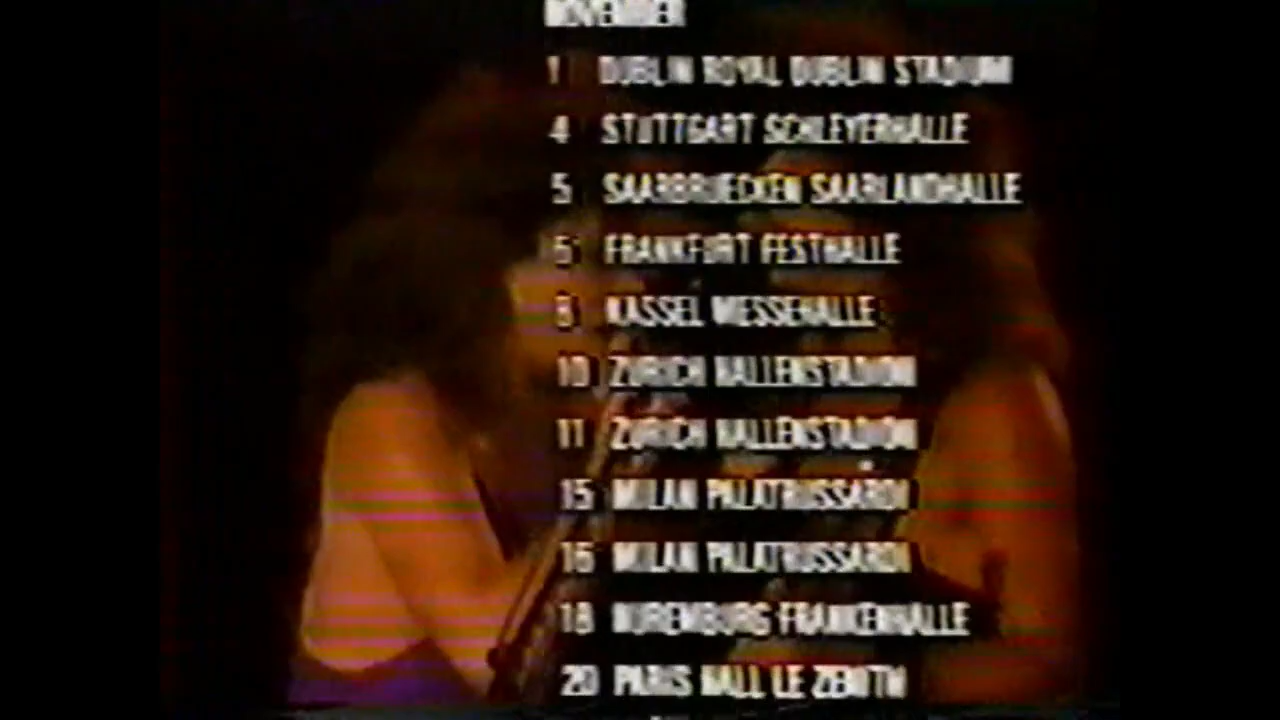 NOVEMBER
1 DUBLIN ROYAL DUBLIN STADIUM
4 STUTTGART SCHLEYERHALLE
5 SAARBRUECKEN SAARLANDHALLE
6 FRANKFURT FESTHALLE
8 KASSEL MESSEHALLE
10 ZURICH HALLENSTADION
11 ZURICH HALLENSTADION
15 MILAN PALATRUSSARDI
16 MILAN PALATRUSSARDI
18 NUREMBURG FRANKENHALLE
20 PARIS HALL LE ZENITH